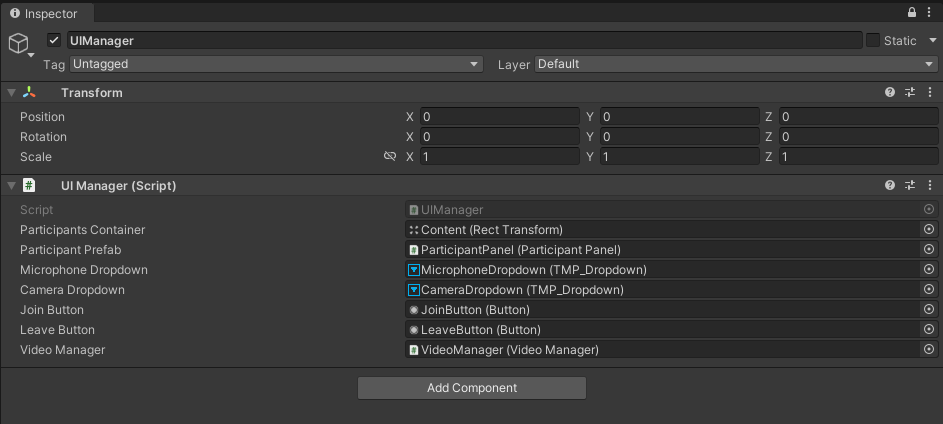 Inspector
UIManager Static
Tag Untagged Layer Default
Transform
Position X 0 Y 0 Z 0
Rotation X 0 Y 0 Z 0
Scale X 1 Y 1 Z 1
# UI Manager (Script)
Script # UIManager
Participants Container Content (Rect Transform)
Participant Prefab # ParticipantPanel (Participant Panel)
Microphone Dropdown MicrophoneDropdown (TMP_Dropdown)
Camera Dropdown CameraDropdown (TMP_Dropdown)
Join Button JoinButton (Button)
Leave Button LeaveButton (Button)
Video Manager # VideoManager (Video Manager)
Add Component